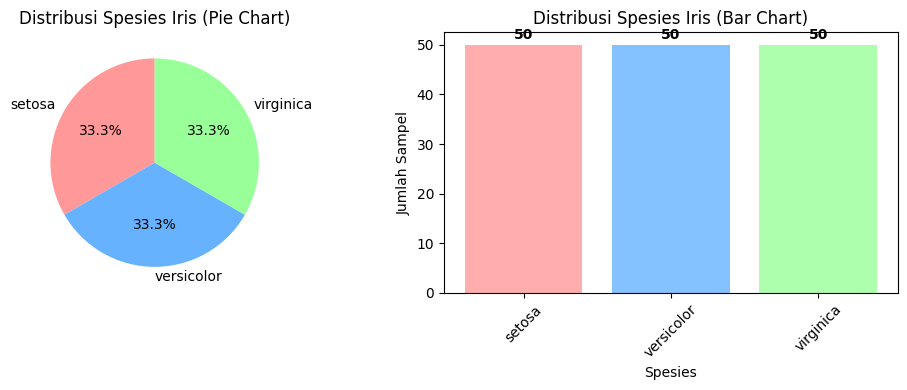 Distribusi Spesies Iris (Pie Chart)
setosa
virginica
33.3%
33.3%
33.3%
versicolor
Distribusi Spesies Iris (Bar Chart)
50
50
50
Jumlah Sampel
50
40
30
20
10
0
setosa
versicolor
virginica
Spesies